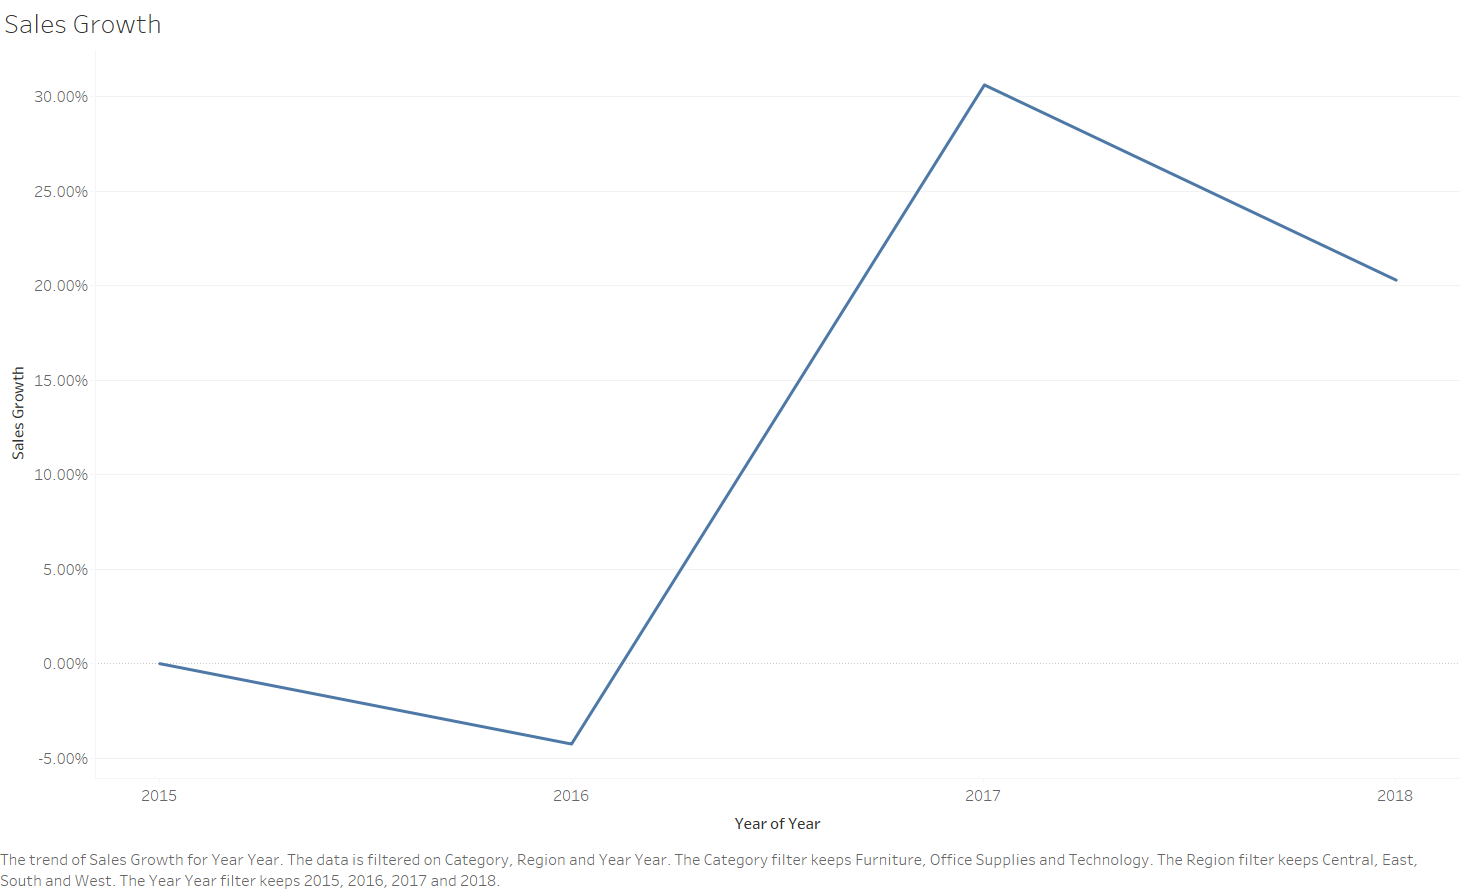 Sales Growth
30.00%
25.00%
20.00%
15.00%
10.00%
5.00%
0.00%
-5.00%
Sales Growth
2015 2016 2017 2018
Year of Year
The trend of Sales Growth for Year Year. The data is filtered on Category, Region and Year Year. The Category filter keeps Furniture, Office Supplies and Technology. The Region filter keeps Central, East,
South and West. The Year Year filter keeps 2015, 2016, 2017 and 2018.